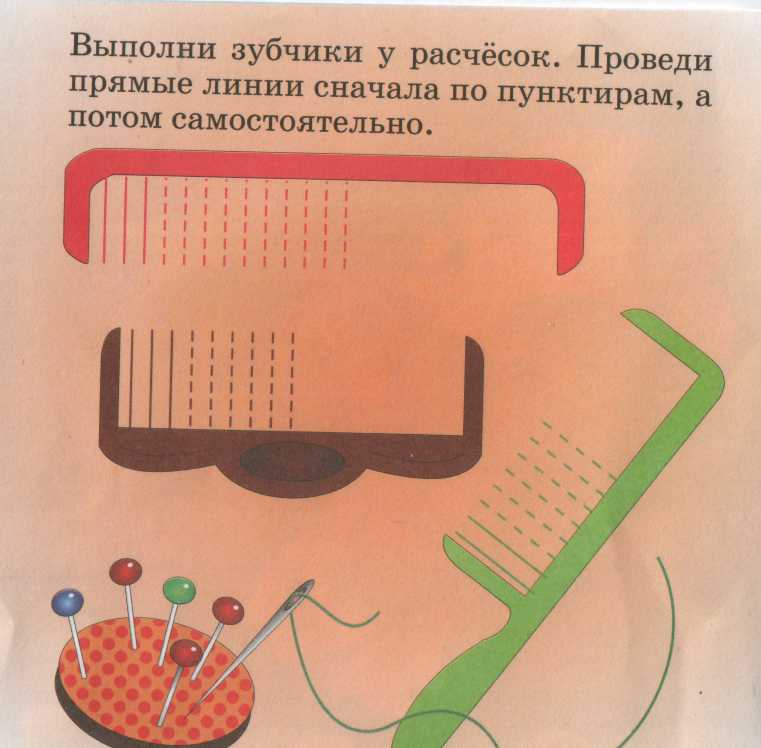 Выполни зубчики у расчёсок. Проведи
прямые линии сначала по пунктирам, а
потом самостоятельно.